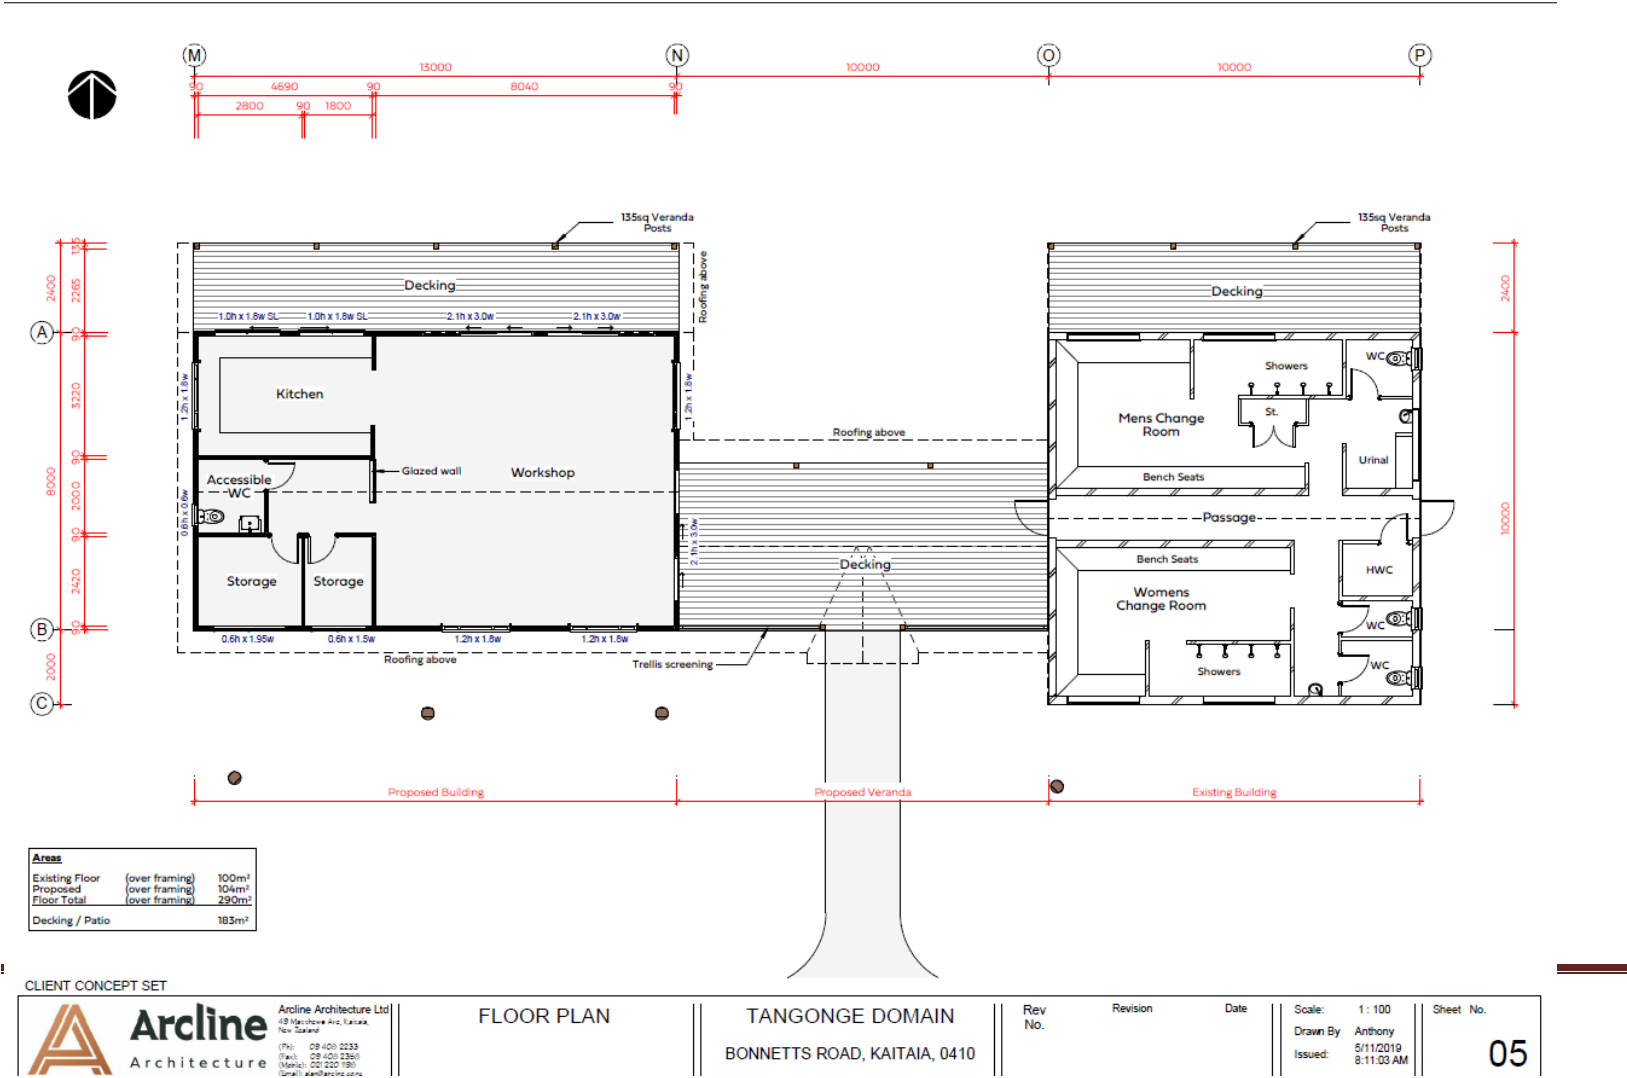 M N O P
13000 10000 10000
90 4690 90 8040 90
2800 90 1800
135sq Veranda
Posts
135sq Veranda
Posts
Decking
Roofing above
Decking
2400
135
2265
2400
1.0h x 1.8w SL 1.0h x 1.8w SL 2.1h x 3.0w 2.1h x 3.0w
A
90
3220
90
8000
2000
90
2420
90
B
2000
C
1.2h x 1.8w
Kitchen
1.2h x 1.8w
Roofing above
Glazed wall
Workshop
Accessible
WC
0.6h x 0.6w
2.1h x 3.0w
Decking
Storage
Storage
0.6h x 1.95w 0.6h x 1.5w 1.2h x 1.8w 1.2h x 1.8w
Roofing above
Trellis screening
Showers
WC
St.
Mens Change
Room
Urinal
Bench Seats
Passage
10000
Bench Seats
HWC
Womens
Change Room
WC
WC
Showers
Proposed Building
Proposed Veranda
Existing Building
Areas
Existing Floor (over framing) 100m²
Proposed (over framing) 104m²
Floor Total (over framing) 290m²
Decking / Patio 183m²
CLIENT CONCEPT SET
Arcline
Architecture
Arcline Architecture Ltd
New Zealand
(Ph): 09 408 2233
FLOOR PLAN
TANGONGE DOMAIN
BONNETTS ROAD, KAITAIA, 0410
Rev
No.
Revision
Date
Scale: 1 : 100
Drawn By Anthony
Issued: 5/11/2019
8:11:03 AM
Sheet No.
05